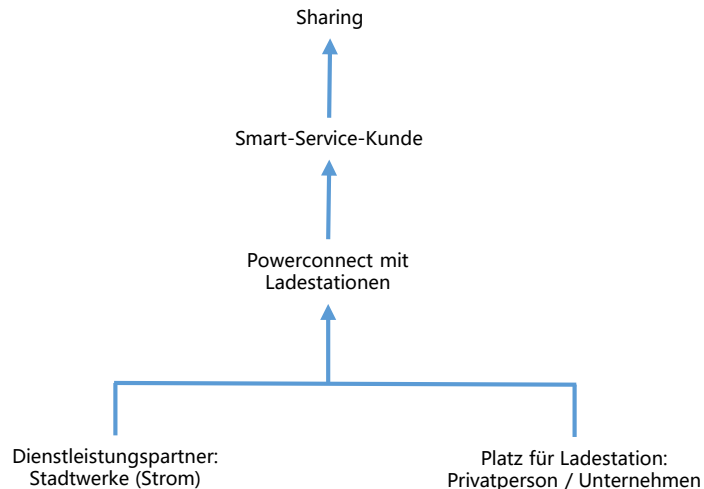 Sharing
Smart-Service-Kunde
Powerconnect mit
Ladestationen
Dienstleistungspartner:
Stadtwerke (Strom)
Platz für Ladestation:
Privatperson / Unternehmen